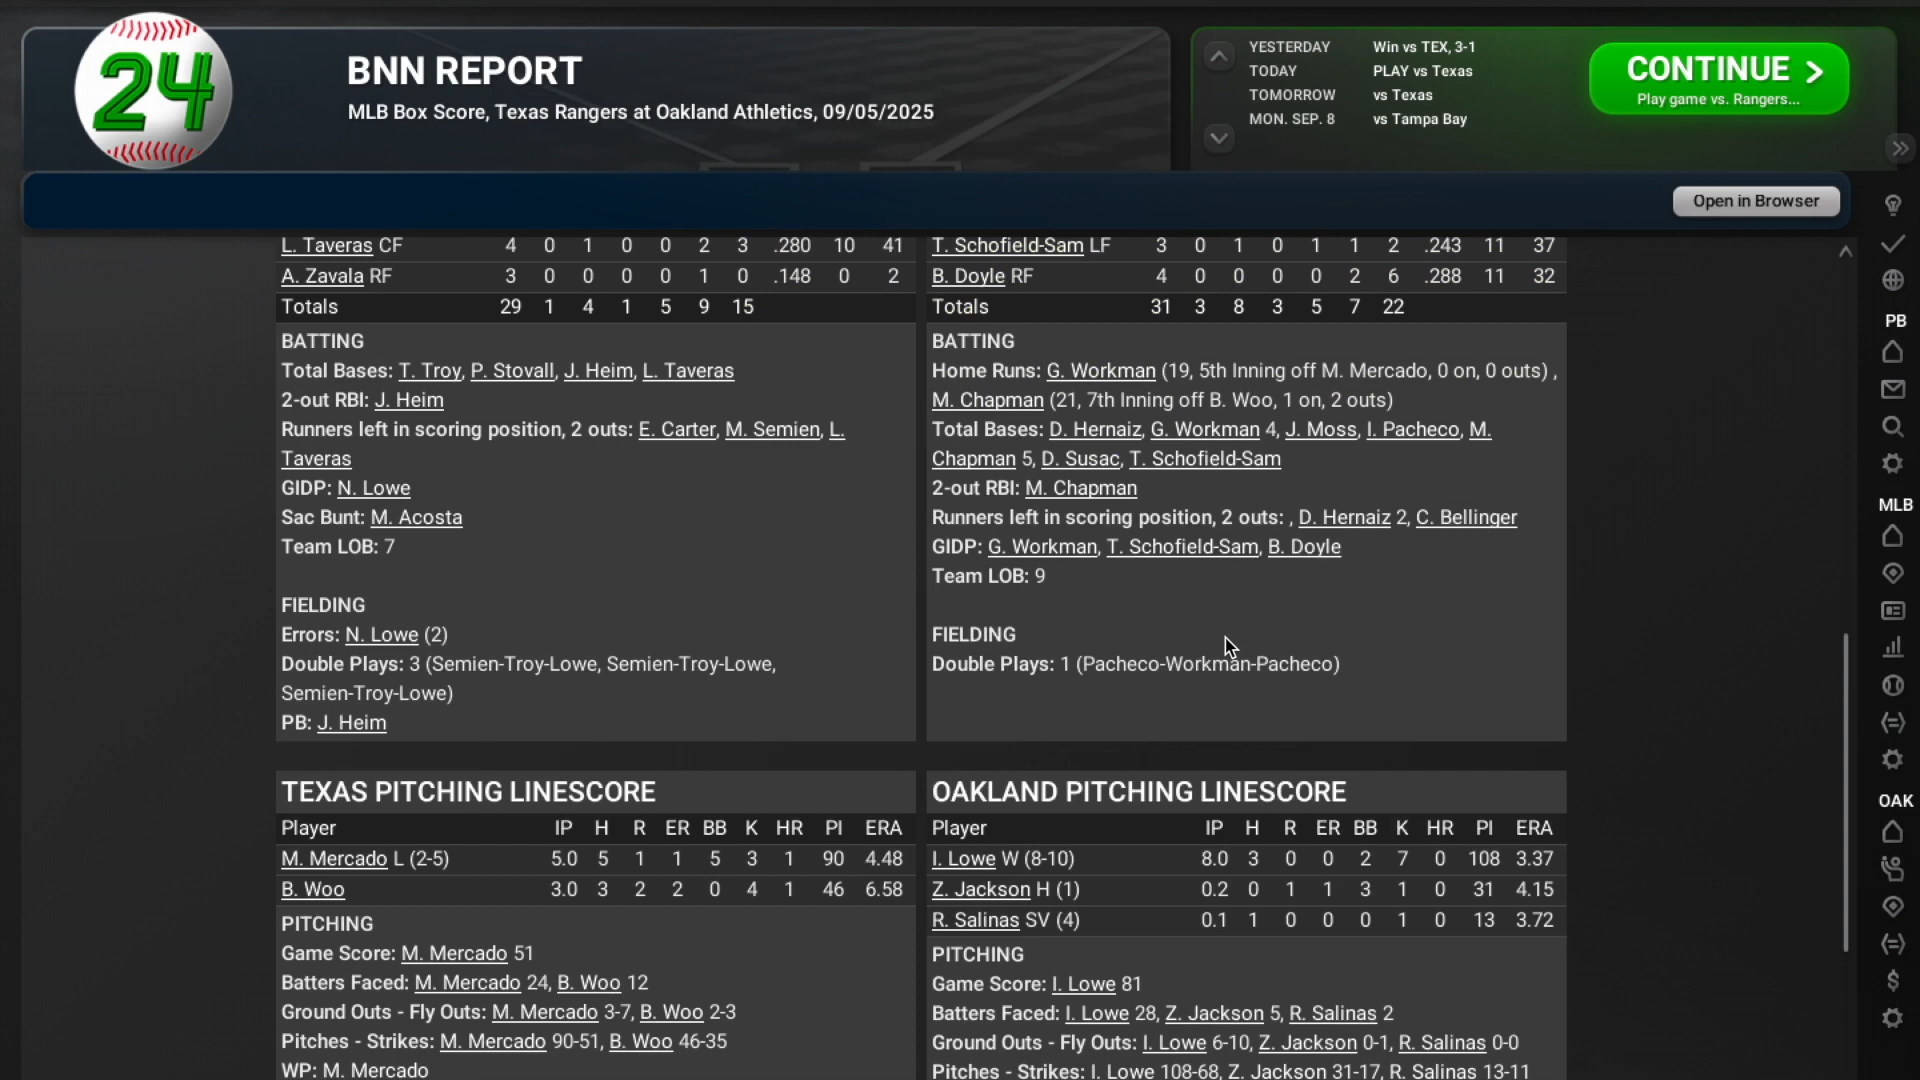 24
BNN REPORT
MLB Box Score, Texas Rangers at Oakland Athletics, 09/05/2025
YESTERDAY Win vs TEX, 3-1
TODAY PLAY vs Texas
TOMORROW vs Texas
MON. SEP. 8 vs Tampa Bay
CONTINUE
Play game vs. Rangers...
Open in Browser
L. Taveras CF 4 0 1 0 0 2 3 .280 10 41
A. Zavala RF 3 0 0 0 0 1 0 .148 0 2
Totals 29 1 4 1 5 9 15
BATTING
Total Bases: T. Troy, P. Stovall, J. Heim, L. Taveras
2-out RBI: J. Heim
Runners left in scoring position, 2 outs: E. Carter, M. Semien, L.
Taveras
GIDP: N. Lowe
Sac Bunt: M. Acosta
Team LOB: 7
FIELDING
Errors: N. Lowe (2)
Double Plays: 3 (Semien-Troy-Lowe, Semien-Troy-Lowe,
Semien-Troy-Lowe)
PB: J. Heim
T. Schofield-Sam LF 3 0 1 0 1 1 2 .243 11 37
B. Doyle RF 4 0 0 0 0 2 6 .288 11 32
Totals 31 3 8 3 5 7 22
BATTING
Home Runs: G. Workman (19, 5th Inning off M. Mercado, 0 on, 0 outs) ,
M. Chapman (21, 7th Inning off B. Woo, 1 on, 2 outs)
Total Bases: D. Hernaiz, G. Workman 4, J. Moss, I. Pacheco, M.
Chapman 5, D. Susac, T. Schofield-Sam
2-out RBI: M. Chapman
Runners left in scoring position, 2 outs: , D. Hernaiz 2, C. Bellinger
GIDP: G. Workman, T. Schofield-Sam, B. Doyle
Team LOB: 9
FIELDING
Double Plays: 1 (Pacheco-Workman-Pacheco)
TEXAS PITCHING LINESCORE
Player IP H R ER BB K HR PI ERA
M. Mercado L (2-5) 5.0 5 1 1 5 3 1 90 4.48
B. Woo 3.0 3 2 2 0 4 1 46 6.58
PITCHING
Game Score: M. Mercado 51
Batters Faced: M. Mercado 24, B. Woo 12
Ground Outs - Fly Outs: M. Mercado 3-7, B. Woo 2-3
Pitches - Strikes: M. Mercado 90-51, B. Woo 46-35
WP: M. Mercado
OAKLAND PITCHING LINESCORE
Player IP H R ER BB K HR PI ERA
I. Lowe W (8-10) 8.0 3 0 0 2 7 0 108 3.37
Z. Jackson H (1) 0.2 0 1 1 3 1 0 31 4.15
R. Salinas SV (4) 0.1 1 0 0 0 1 0 13 3.72
PITCHING
Game Score: I. Lowe 81
Batters Faced: I. Lowe 28, Z. Jackson 5, R. Salinas 2
Ground Outs - Fly Outs: I. Lowe 6-10, Z. Jackson 0-1, R. Salinas 0-0
Pitches - Strikes: I. Lowe 108-68, Z. Jackson 31-17, R. Salinas 13-11
PB
MLB
OAK